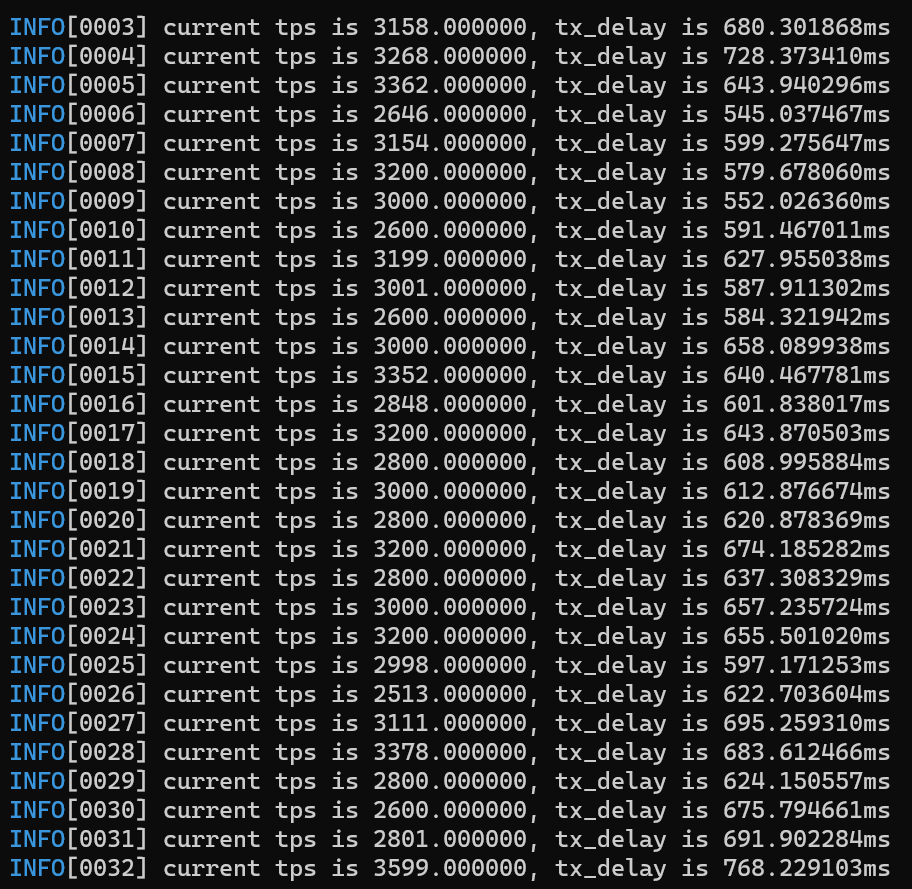 INFO[0003] current tps is 3158.000000, tx_delay is 680.301868ms
INFO[0004] current tps is 3268.000000, tx_delay is 728.373410ms
INFO[0005] current tps is 3362.000000, tx_delay is 643.940296ms
INFO[0006] current tps is 2646.000000, tx_delay is 545.037467ms
INFO[0007] current tps is 3154.000000, tx_delay is 599.275647ms
INFO[0008] current tps is 3200.000000, tx_delay is 579.678060ms
INFO[0009] current tps is 3000.000000, tx_delay is 552.026360ms
INFO[0010] current tps is 2600.000000, tx_delay is 591.467011ms
INFO[0011] current tps is 3199.000000, tx_delay is 627.955038ms
INFO[0012] current tps is 3001.000000, tx_delay is 587.911302ms
INFO[0013] current tps is 2600.000000, tx_delay is 584.321942ms
INFO[0014] current tps is 3000.000000, tx_delay is 658.089938ms
INFO[0015] current tps is 3352.000000, tx_delay is 640.467781ms
INFO[0016] current tps is 2848.000000, tx_delay is 601.838017ms
INFO[0017] current tps is 3200.000000, tx_delay is 643.870503ms
INFO[0018] current tps is 2800.000000, tx_delay is 608.995884ms
INFO[0019] current tps is 3000.000000, tx_delay is 612.876674ms
INFO[0020] current tps is 2800.000000, tx_delay is 620.878369ms
INFO[0021] current tps is 3200.000000, tx_delay is 674.185282ms
INFO[0022] current tps is 2800.000000, tx_delay is 637.308329ms
INFO[0023] current tps is 3000.000000, tx_delay is 657.235724ms
INFO[0024] current tps is 3200.000000, tx_delay is 655.501020ms
INFO[0025] current tps is 2998.000000, tx_delay is 597.171253ms
INFO[0026] current tps is 2513.000000, tx_delay is 622.703604ms
INFO[0027] current tps is 3111.000000, tx_delay is 695.259310ms
INFO[0028] current tps is 3378.000000, tx_delay is 683.612466ms
INFO[0029] current tps is 2800.000000, tx_delay is 624.150557ms
INFO[0030] current tps is 2600.000000, tx_delay is 675.794661ms
INFO[0031] current tps is 2801.000000, tx_delay is 691.902284ms
INFO[0032] current tps is 3599.000000, tx_delay is 768.229103ms